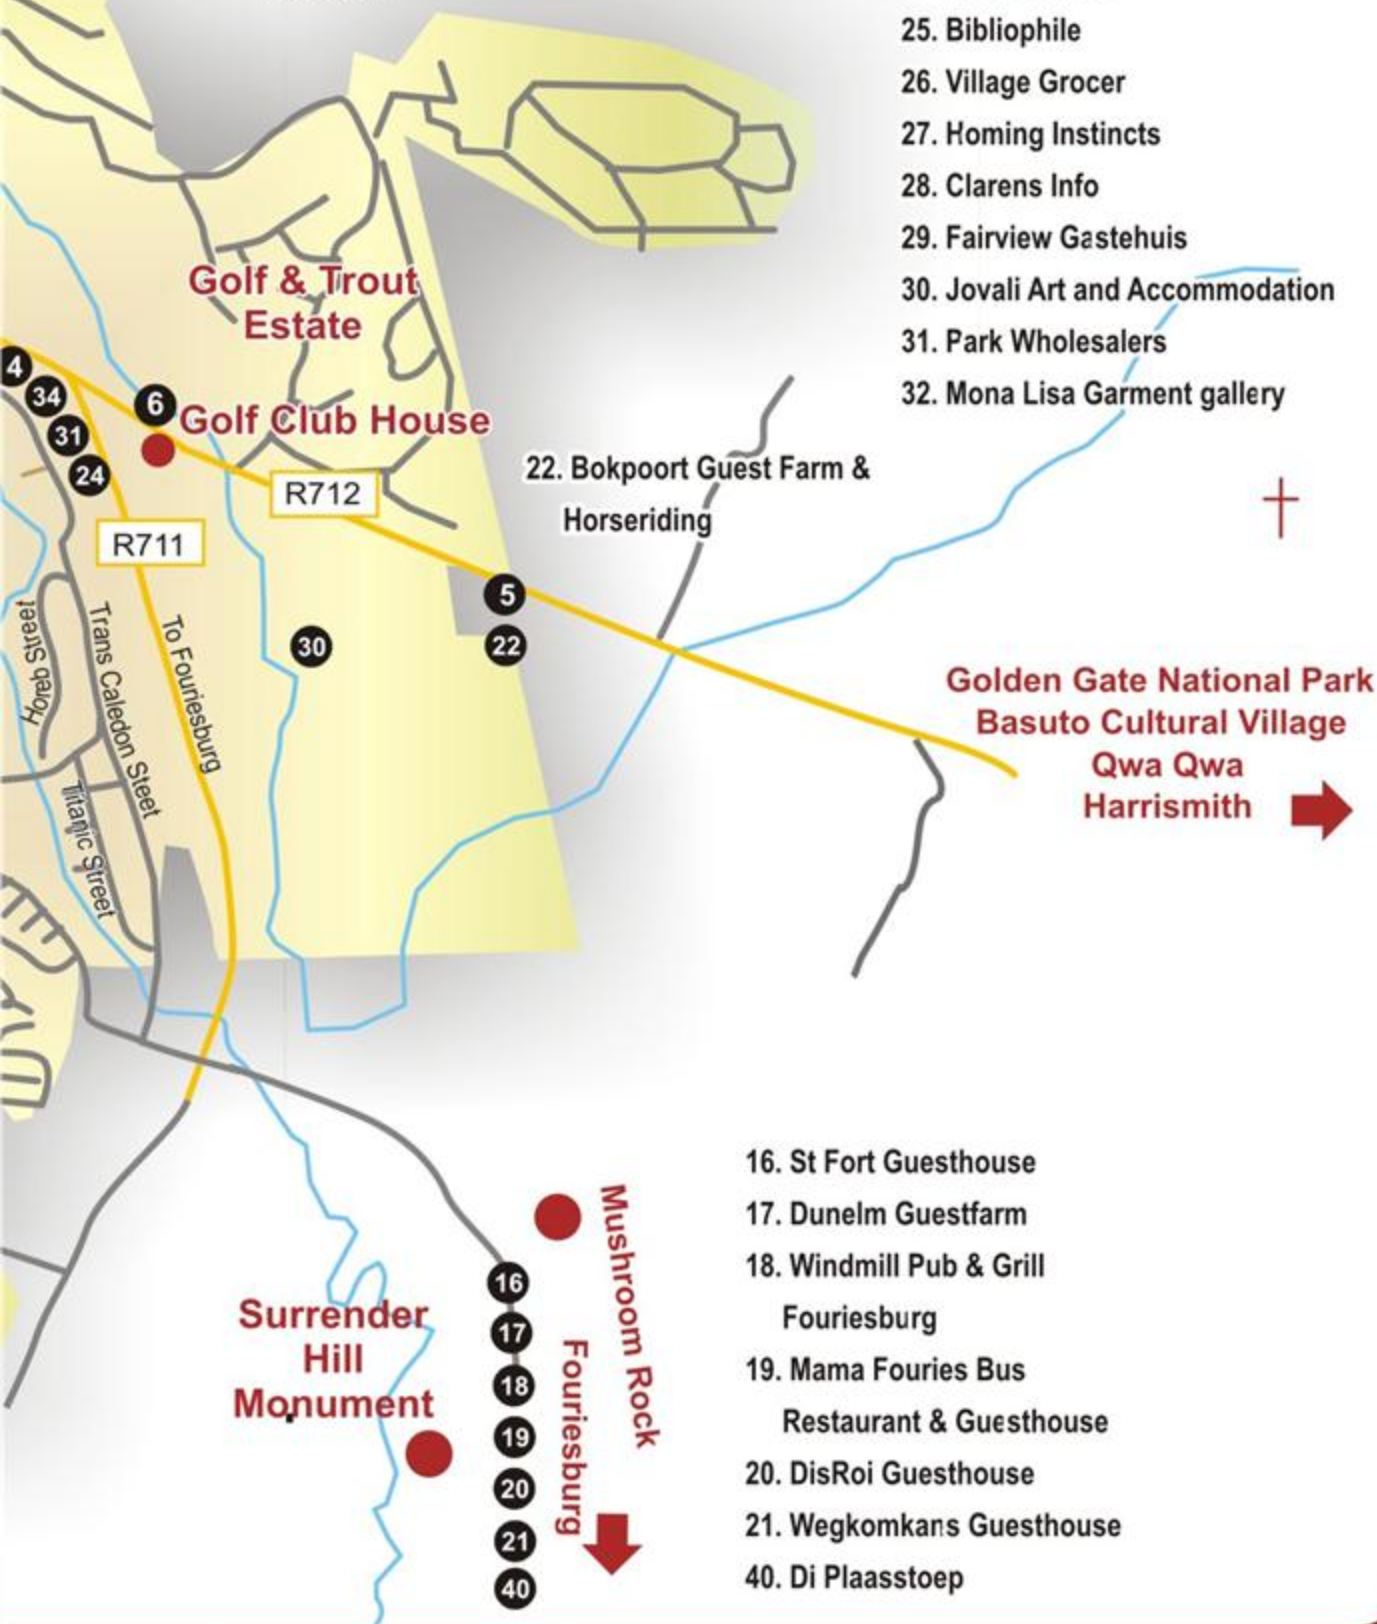 25. Bibliophile
26. Village Grocer
27. Homing Instincts
28. Clarens Info
29. Fairview Gastehuis
30. Jovali Art and Accommodation
31. Park Wholesalers
32. Mona Lisa Garment gallery
Golf & Trout
Estate
4
34
31
24
6
Golf Club House
R712
R711
22. Bokpoort Guest Farm &
Horseriding
5
22
30
Horab Street
Trans Caledon Steet
To Fouriesburg
Titanic Street
Golden Gate National Park
Basuto Cultural Village
Qwa Qwa
Harrismith
Mushroom Rock
Fouriesburg
Surrender
Hill
Monument
16
17
18
19
20
21
40
16. St Fort Guesthouse
17. Dunelm Guestfarm
18. Windmill Pub & Grill
Fouriesburg
19. Mama Fouries Bus
Restaurant & Guesthouse
20. DisRoi Guesthouse
21. Wegkomkans Guesthouse
40. Di Plaasstoep